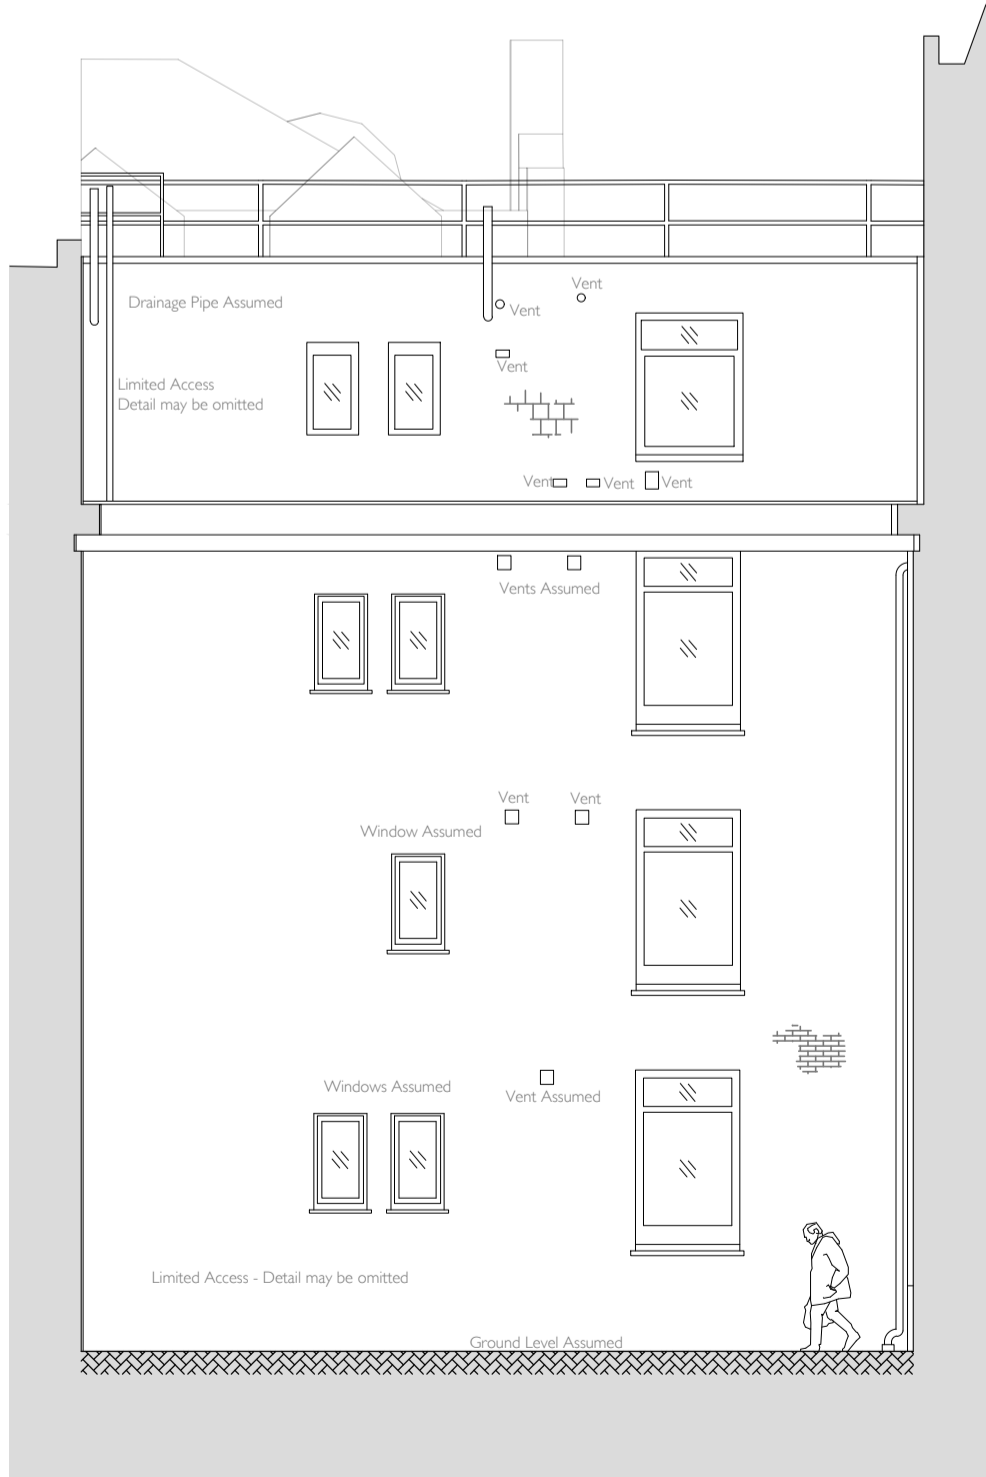 Vent
Drainage Pipe Assumed
Vent
Vent
Limited Access
Detail may be omitted
Vent
Vent
Vent
Vents Assumed
Vent
Vent
Window Assumed
Windows Assumed
Vent Assumed
Limited Access - Detail may be omitted
Ground Level Assumed